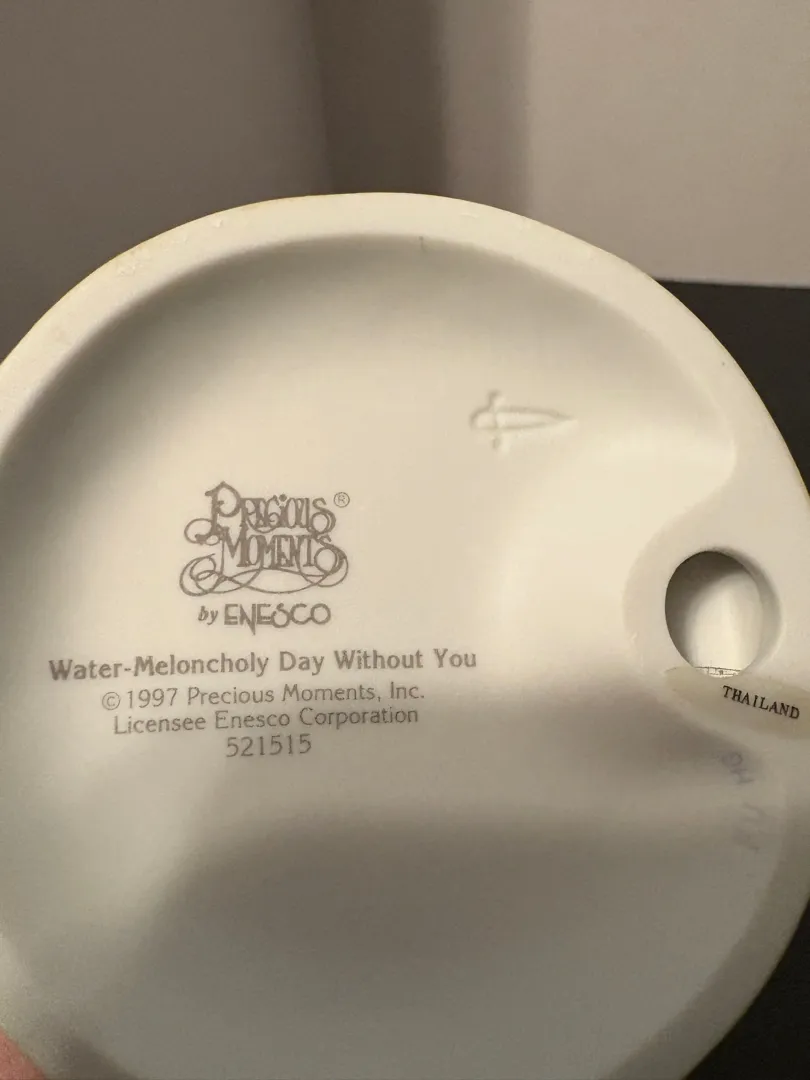 PRECIOUS ®
MOMENTS
by ENESCO
Water-Meloncholy Day Without You
© 1997 Precious Moments, Inc.
Licensee Enesco Corporation
521515
THAILAND